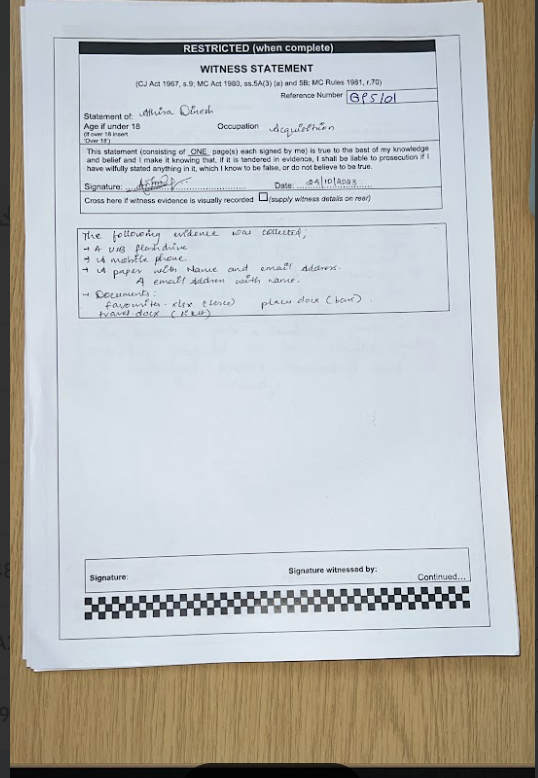 RESTRICTED (when complete)
WITNESS STATEMENT
(CJ Act 1967, s.9; MC Act 1980, ss.5A(3) (a) and 5B; MC Rules 1981, r.70)
Reference Number GPS/01
Statement of: Athira Dinesh
Age if under 18 Occupation Acquisition
(if over 18 insert
'Over 18')
This statement (consisting of ONE page(s) each signed by me) is true to the best of my knowledge
and belief and I make it knowing that, if it is tendered in evidence, I shall be liable to prosecution if I
have wilfully stated anything in it, which I know to be false, or do not believe to be true.
Signature: Date: 24/10/2023
Cross here if witness evidence is visually recorded (supply witness details on rear)
The following evidence was collected;
→ A USB flash drive
→ A mobile phone
→ A paper with Name and email Address.
A email Address with name.
→ Documents:
favourites.xlsx places.docx
travel.docx
Signature: Signature witnessed by:
Continued...